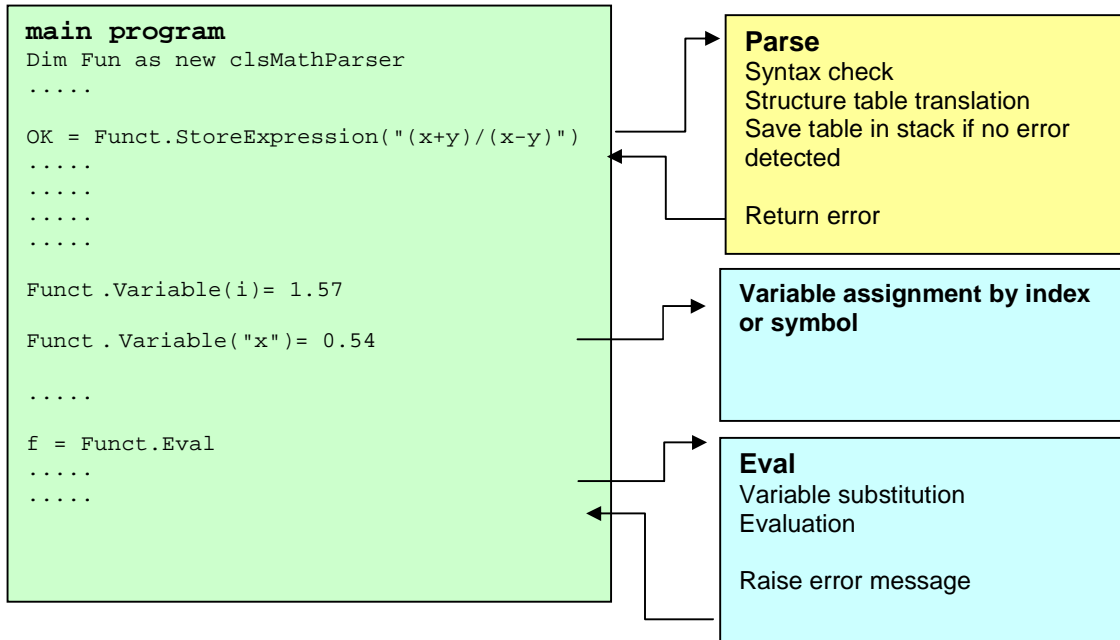 main program
Dim Fun as new clsMathParser
.....
OK = Funct.StoreExpression("(x+y)/(x-y)")
.....
.....
.....
.....
Funct .Variable(i)= 1.57
Funct . Variable("x")= 0.54
.....
f = Funct.Eval
.....
.....
Parse
Syntax check
Structure table translation
Save table in stack if no error
detected
Return error
Variable assignment by index
or symbol
Eval
Variable substitution
Evaluation
Raise error message